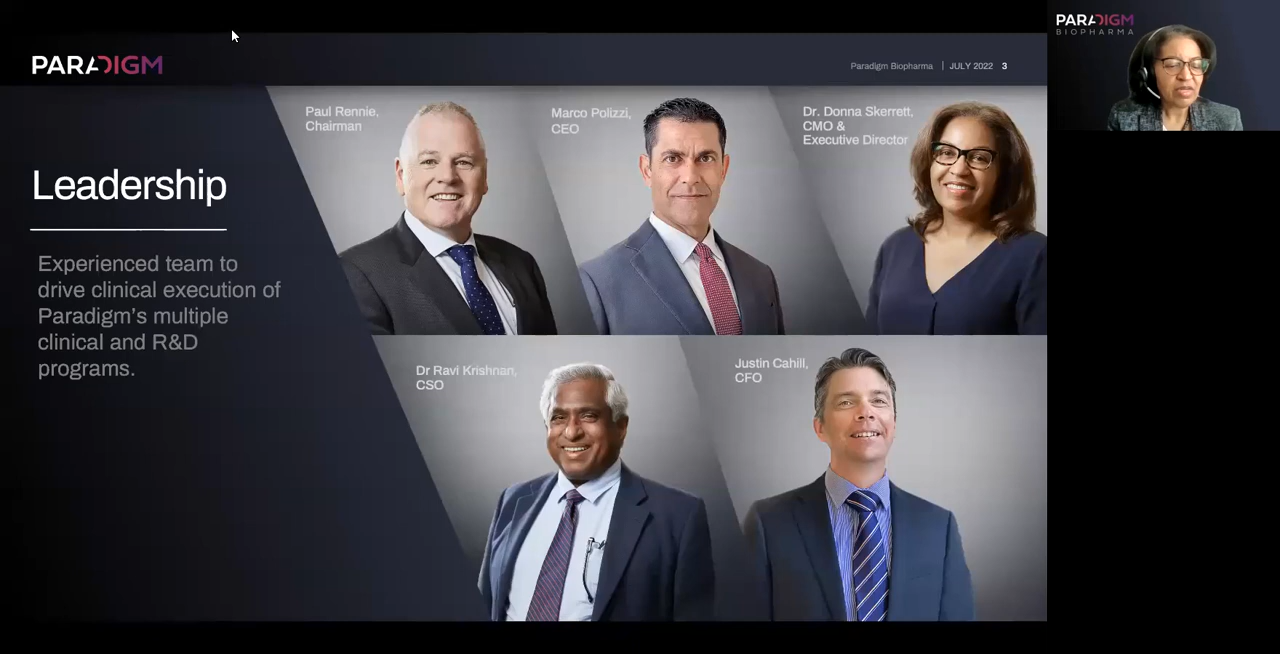 PARADIGM
Paradigm Biopharma | JULY 2022 3
Leadership
Experienced team to
drive clinical execution of
Paradigm's multiple
clinical and R&D
programs.
Paul Rennie,
Chairman
Marco Polizzi,
CEO
Dr. Donna Skerrett,
CMO &
Executive Director
Dr Ravi Krishnan,
CSO
Justin Cahill,
CFO
PARADIGM
BIOPHARMA